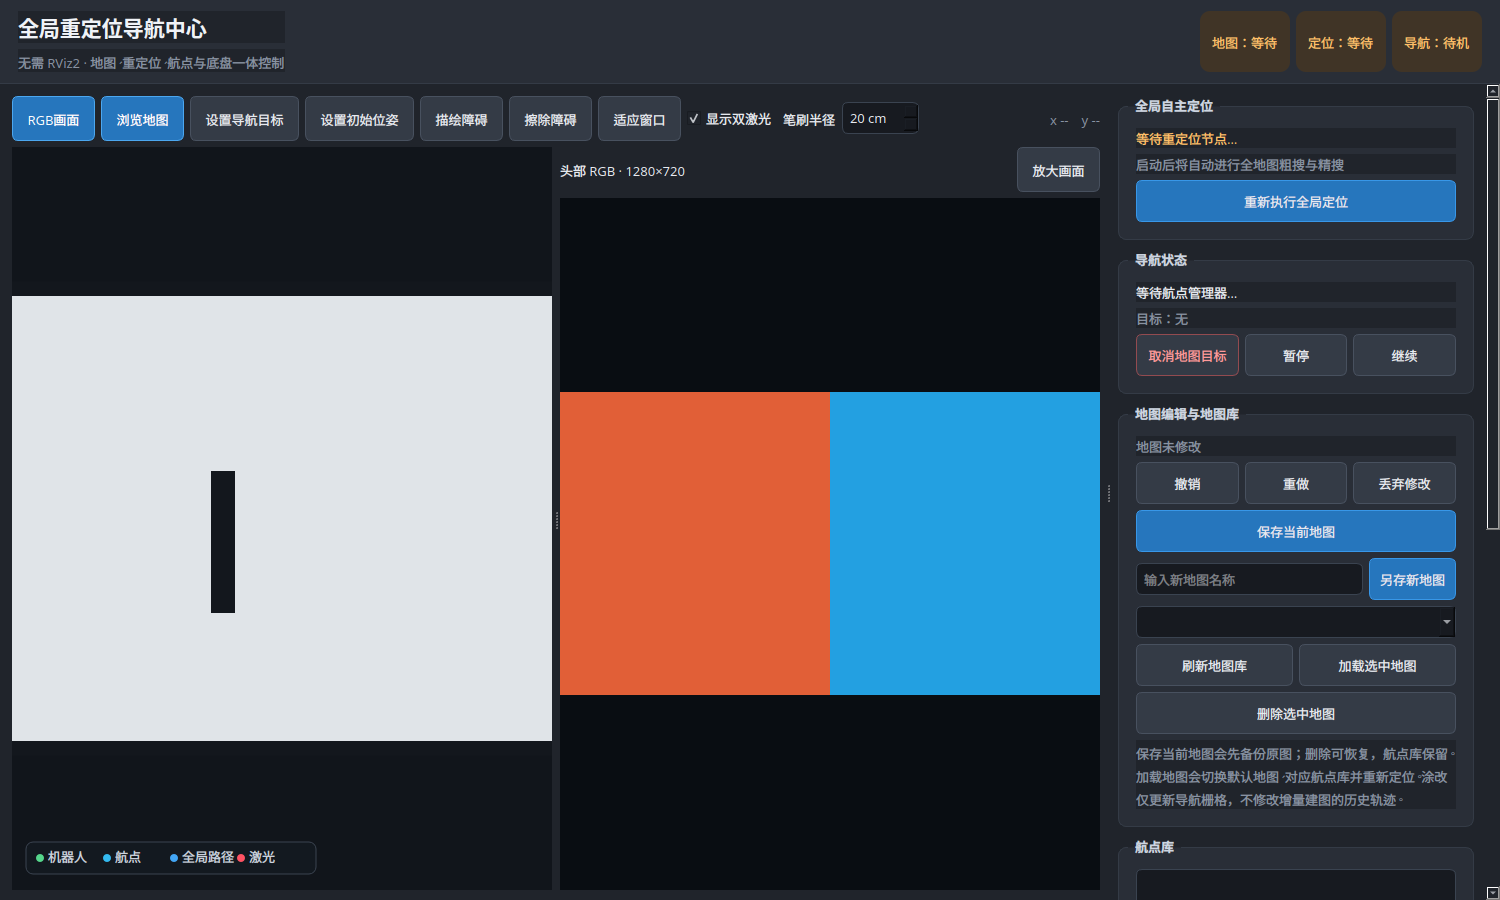 全局重定位导航中心
无需 RViz2 · 地图 · 重定位 · 航点与底盘一体控制
地图：等待
定位：等待
导航：待机
RGB画面
浏览地图
设置导航目标
设置初始位姿
描绘障碍
擦除障碍
适应窗口
✓ 显示双激光
笔刷半径
20 cm
x -- y --
头部 RGB · 1280×720
放大画面
机器人
航点
全局路径
激光
全局自主定位
等待重定位节点...
启动后将自动进行全地图粗搜与精搜
重新执行全局定位
导航状态
等待航点管理器...
目标：无
取消地图目标
暂停
继续
地图编辑与地图库
地图未修改
撤销
重做
丢弃修改
保存当前地图
输入新地图名称
另存新地图
刷新地图库
加载选中地图
删除选中地图
保存当前地图会先备份原图；删除可恢复，航点库保留。
加载地图会切换默认地图、对应航点库并重新定位。涂改
仅更新导航栅格，不修改增量建图的历史轨迹。
航点库